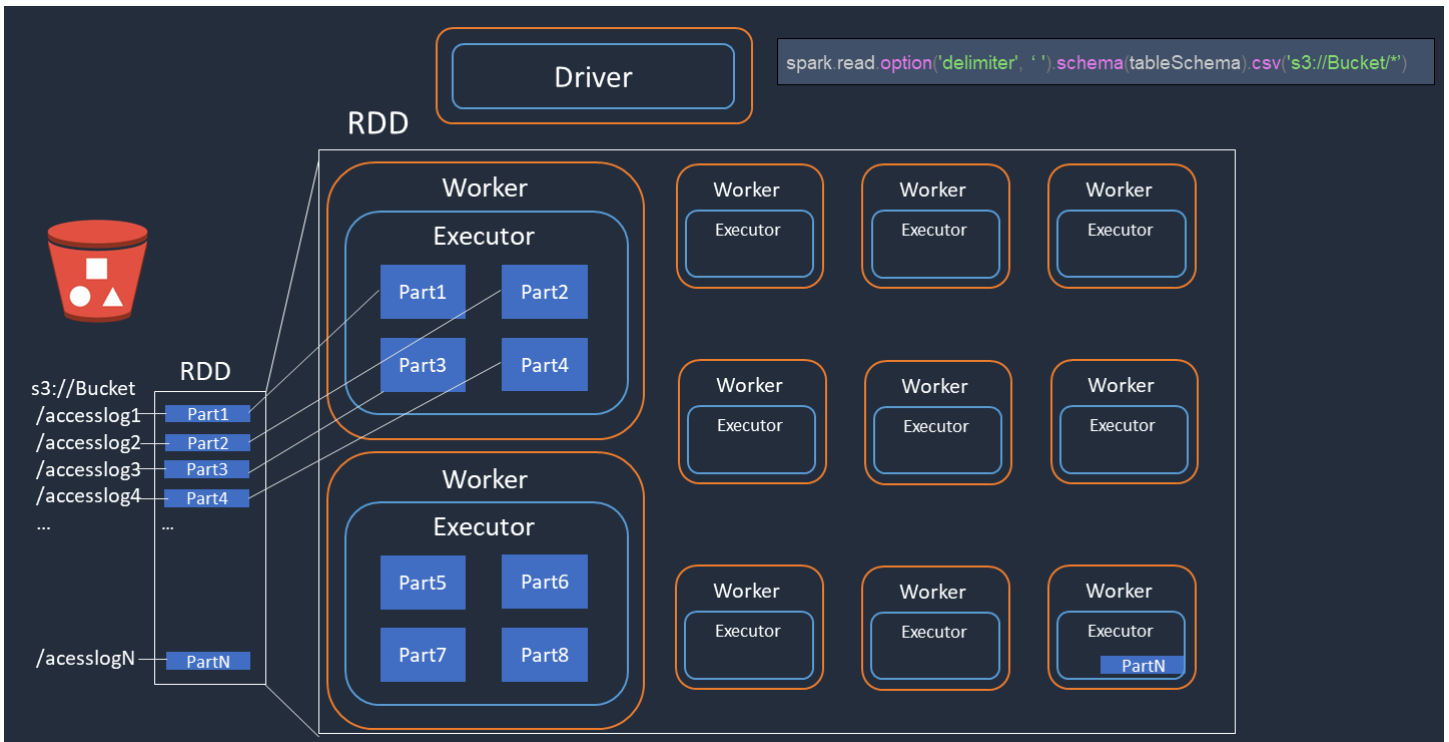 Driver
spark.read.option('delimiter', ‘ ').schema(tableSchema).csv('s3://Bucket/*')
RDD
Worker
Executor
Part1
Part2
Part3
Part4
Worker
Executor
Part5
Part6
Part7
Part8
Worker
Executor
Worker
Executor
Worker
Executor
Worker
Executor
Worker
Executor
Worker
Executor
Worker
Executor
Worker
Executor
Worker
Executor
PartN
RDD
s3://Bucket
/accesslog1
Part1
/accesslog2
Part2
/accesslog3
Part3
/accesslog4
Part4
...
...
/acesslogN
PartN